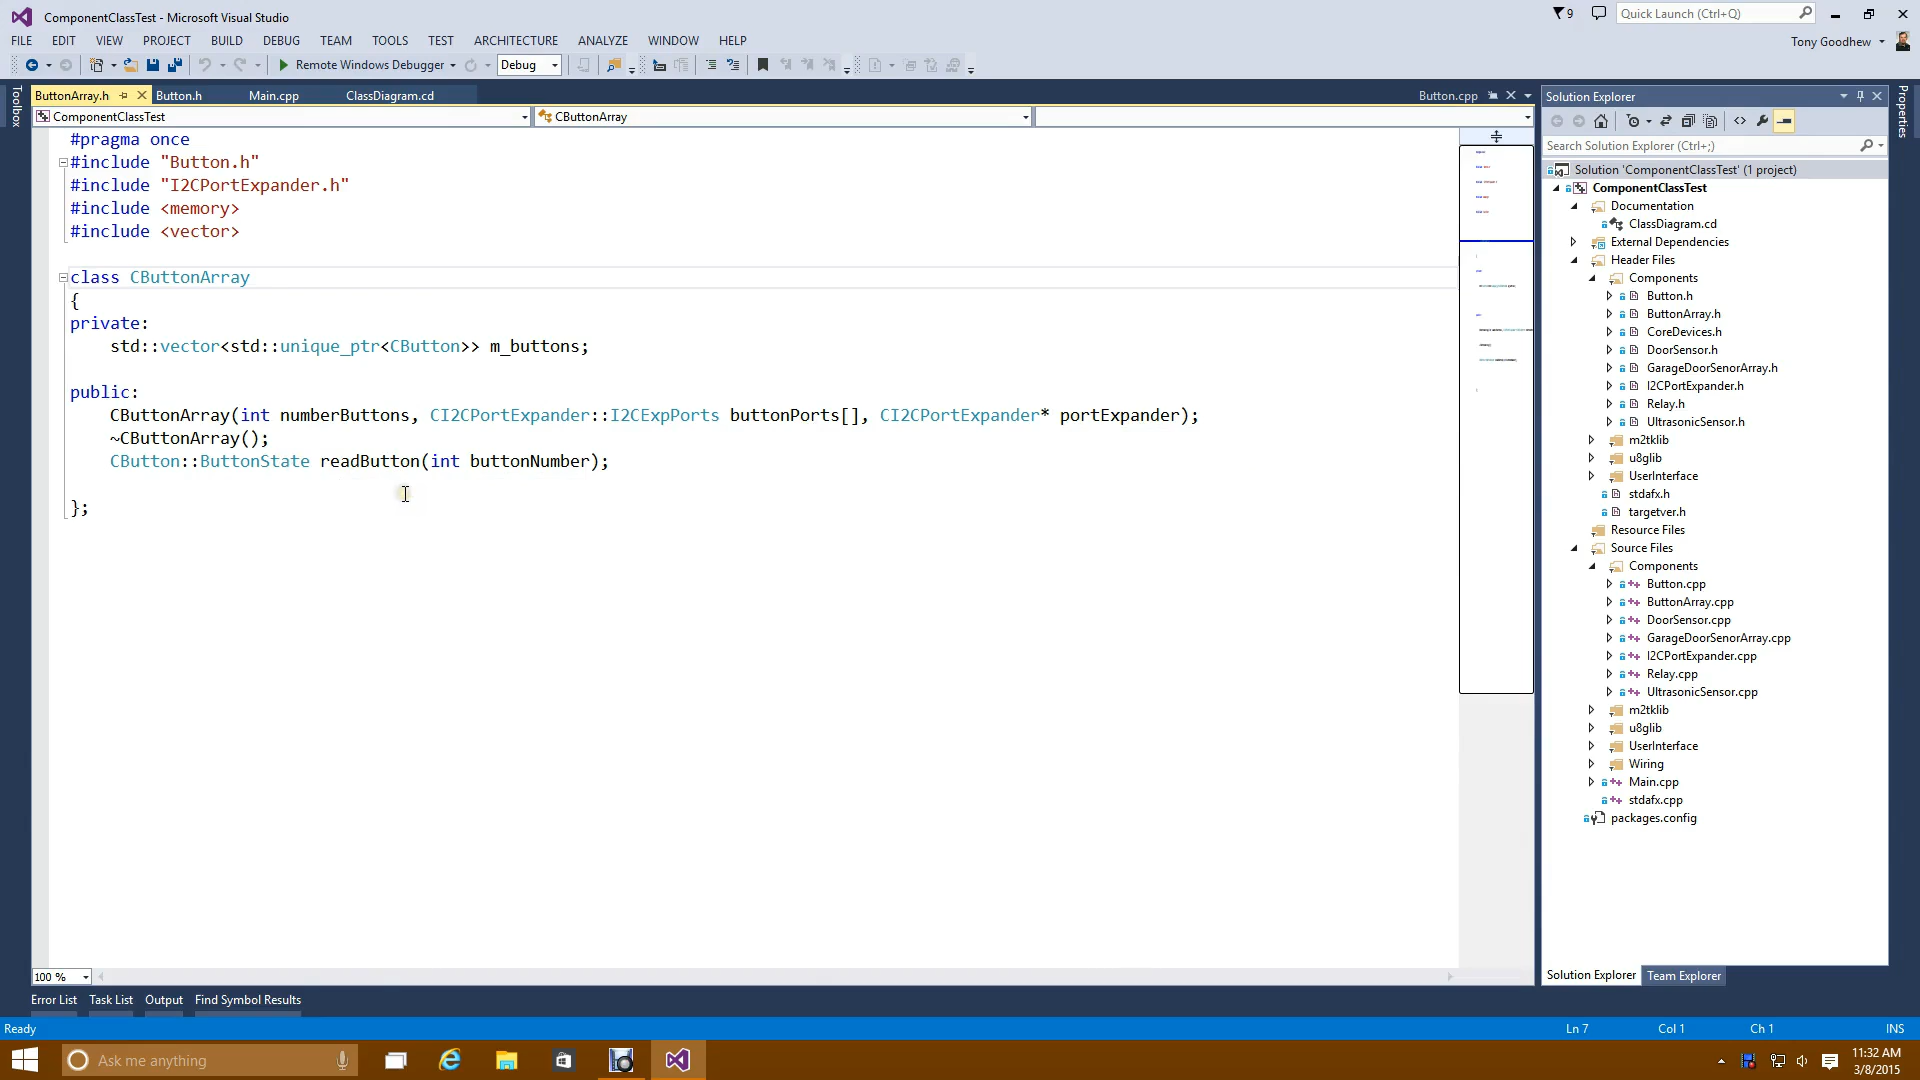 ComponentClassTest - Microsoft Visual Studio
9
Quick Launch (Ctrl+Q)
FILE EDIT VIEW PROJECT BUILD DEBUG TEAM TOOLS TEST ARCHITECTURE ANALYZE WINDOW HELP
Tony Goodhew
Remote Windows Debugger Debug
Toolbox
ButtonArray.h Button.h Main.cpp ClassDiagram.cd Button.cpp
ComponentClassTest CButtonArray
#pragma once
#include "Button.h"
#include "I2CPortExpander.h"
#include <memory>
#include <vector>
class CButtonArray
{
private:
std::vector<std::unique_ptr<CButton>> m_buttons;
public:
CButtonArray(int numberButtons, CI2CPortExpander::I2CExpPorts buttonPorts[], CI2CPortExpander* portExpander);
~CButtonArray();
CButton::ButtonState readButton(int buttonNumber);
};
100 %
Solution Explorer
Properties
Search Solution Explorer (Ctrl+;)
Solution 'ComponentClassTest' (1 project)
ComponentClassTest
Documentation
ClassDiagram.cd
External Dependencies
Header Files
Components
Button.h
ButtonArray.h
CoreDevices.h
DoorSensor.h
GarageDoorSenorArray.h
I2CPortExpander.h
Relay.h
UltrasonicSensor.h
m2tklib
u8glib
UserInterface
stdafx.h
targetver.h
Resource Files
Source Files
Components
Button.cpp
ButtonArray.cpp
DoorSensor.cpp
GarageDoorSenorArray.cpp
I2CPortExpander.cpp
Relay.cpp
UltrasonicSensor.cpp
m2tklib
u8glib
UserInterface
Wiring
Main.cpp
stdafx.cpp
packages.config
Solution Explorer Team Explorer
Error List Task List Output Find Symbol Results
Ready Ln 7 Col 1 Ch 1 INS
Ask me anything
11:32 AM
3/8/2015